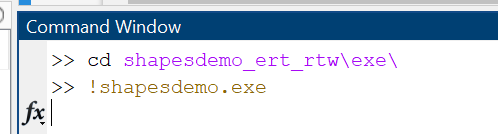 Command Window
>> cd shapesdemo_ert_rtw\exe\
>> !shapesdemo.exe
fx